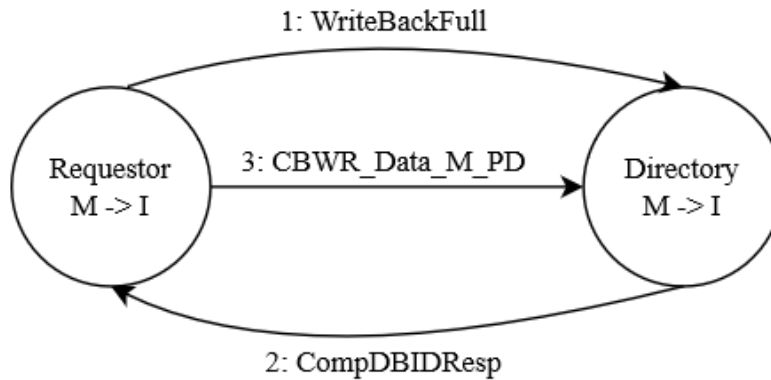 1: WriteBackFull
Requestor
M -> I
3: CBWR_Data_M_PD
Directory
M -> I
2: CompDBIDResp